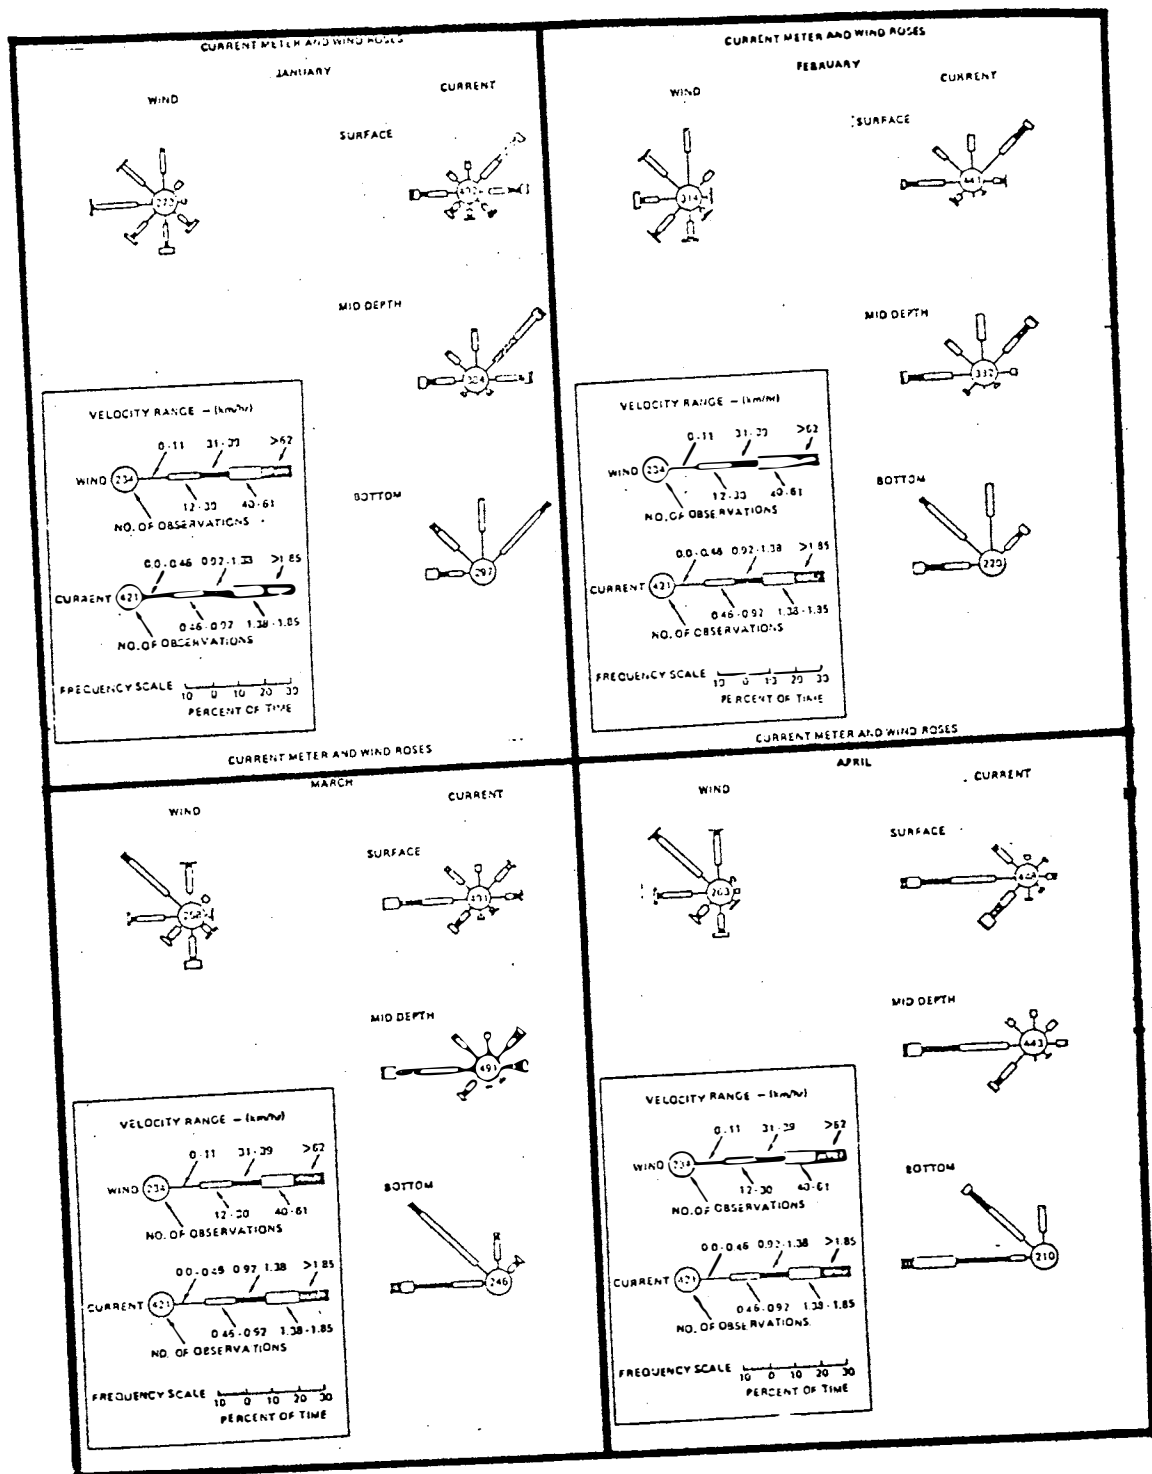 CURRENT METER AND WIND ROSES
JANUARY
WIND
CURRENT
SURFACE
MID DEPTH
304
BOTTOM
297
VELOCITY RANGE - (km/hr)
0-11 31-39 >62
WIND 234
12-30 40-61
NO. OF OBSERVATIONS
0.0-0.46 0.92-1.38 >1.85
CURRENT 421
0.46-0.92 1.38-1.85
NO. OF OBSERVATIONS
FREQUENCY SCALE 10 0 10 20 30
PERCENT OF TIME
CURRENT METER AND WIND ROSES
FEBRUARY
WIND
CURRENT
SURFACE
314
441
MID DEPTH
332
BOTTOM
220
VELOCITY RANGE - (km/hr)
0-11 31-39 >62
WIND 234
12-30 40-61
NO. OF OBSERVATIONS
0.0-0.46 0.92-1.38 >1.85
CURRENT 421
0.46-0.92 1.38-1.85
NO. OF OBSERVATIONS
FREQUENCY SCALE 10 0 10 20 30
PERCENT OF TIME
CURRENT METER AND WIND ROSES
MARCH
WIND
CURRENT
SURFACE
MID DEPTH
491
BOTTOM
246
VELOCITY RANGE - (km/hr)
0-11 31-39 >62
WIND 234
12-30 40-61
NO. OF OBSERVATIONS
0.0-0.46 0.92 1.38 >1.85
CURRENT 421
0.46-0.92 1.38-1.85
NO. OF OBSERVATIONS
FREQUENCY SCALE 10 0 10 20 30
PERCENT OF TIME
CURRENT METER AND WIND ROSES
APRIL
WIND
CURRENT
SURFACE
263
448
MID DEPTH
443
BOTTOM
210
VELOCITY RANGE - (km/hr)
0-11 31-39 >62
WIND 234
12-30 40-61
NO. OF OBSERVATIONS
0.0-0.46 0.92-1.38 >1.85
CURRENT 421
0.46-0.92 1.38-1.85
NO. OF OBSERVATIONS
FREQUENCY SCALE 10 0 10 20 30
PERCENT OF TIME